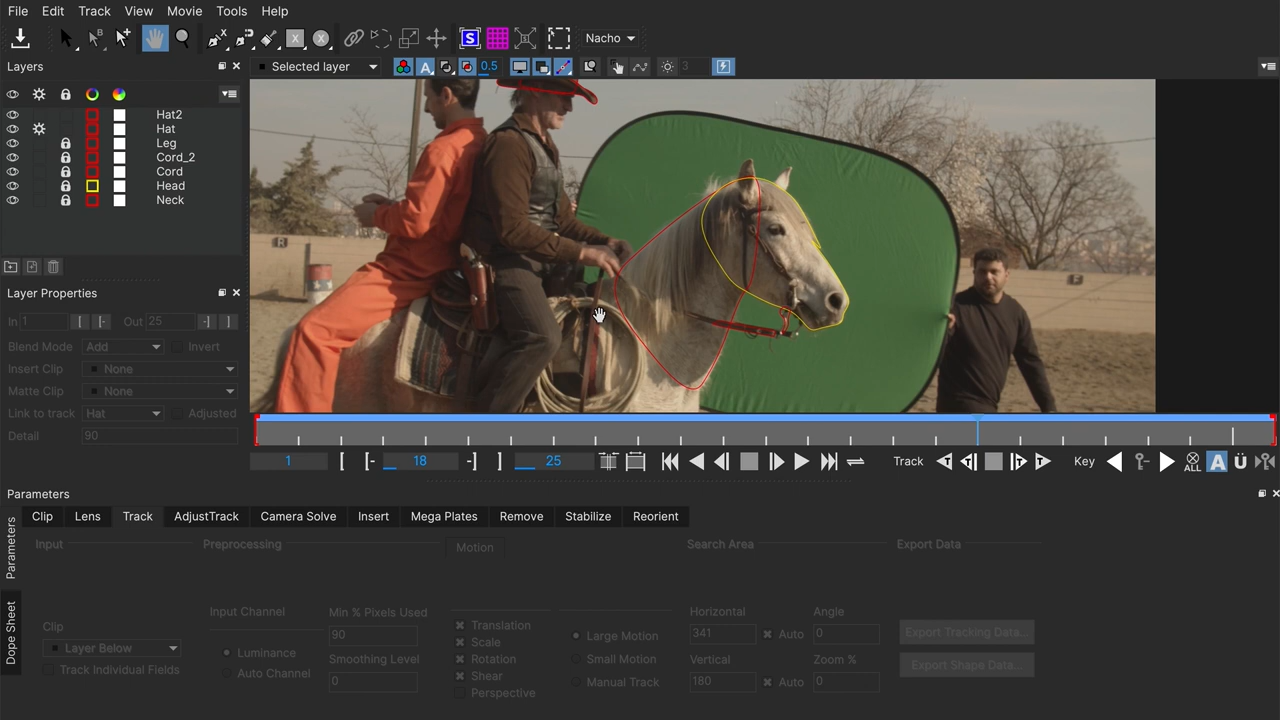 File Edit Track View Movie Tools Help
S Nacho
Layers Selected layer A 0.5 3
Hat2
Hat
Leg
Cord_2
Cord
Head
Neck
R
F
Layer Properties
In 1 [ [- Out 25 -] ]
Blend Mode Add Invert
Insert Clip None
Matte Clip None
Link to track Hat Adjusted
Detail 90
1 [ [- 18 -] ] 25 Track T T T T Key ALL A Ü
Parameters
Clip Lens Track AdjustTrack Camera Solve Insert Mega Plates Remove Stabilize Reorient
Parameters
Dope Sheet
Input Preprocessing Motion Search Area Export Data
Clip
Layer Below
Track Individual Fields
Input Channel
Luminance
Auto Channel
Min % Pixels Used
90
Smoothing Level
0
Translation
Scale
Rotation
Shear
Perspective
Large Motion
Small Motion
Manual Track
Horizontal Angle
341 Auto 0
Vertical Zoom %
180 Auto 0
Export Tracking Data...
Export Shape Data...